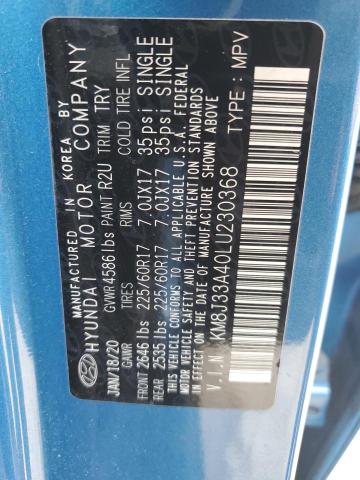 MANUFACTURED IN KOREA BY
HYUNDAI MOTOR COMPANY
JAN/18/20 GVWR 4586 lbs PAINT R2U TRIM TRY
GAWR TIRES RIMS COLD TIRE INFL
FRONT 2646 lbs 225/60R17 7.0JX17 35psi SINGLE
REAR 2535 lbs 225/60R17 7.0JX17 35psi SINGLE
THIS VEHICLE CONFORMS TO ALL APPLICABLE U.S.A. FEDERAL
MOTOR VEHICLE SAFETY, BUMPER, AND THEFT PREVENTION STANDARDS
IN EFFECT ON THE DATE OF MANUFACTURE SHOWN ABOVE.
V.I.N : KM8J33A40LU230368 TYPE : MPV